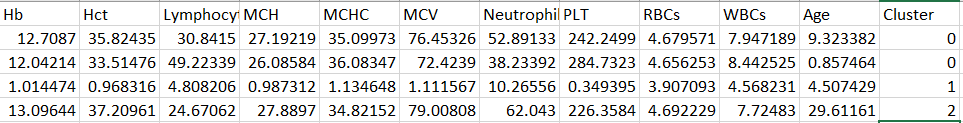 Hb Hct Lymphocyt MCH MCHC MCV Neutrophil PLT RBCs WBCs Age Cluster
12.7087 35.82435 30.8415 27.19219 35.09973 76.45326 52.89133 242.2499 4.679571 7.947189 9.323382 0
12.04214 33.51476 49.22339 26.08584 36.08347 72.4239 38.23392 284.7323 4.656253 8.442525 0.857464 0
1.014474 0.968316 4.808206 0.987312 1.134648 1.111567 10.26556 0.349395 3.907093 4.568231 4.507429 1
13.09644 37.20961 24.67062 27.8897 34.82152 79.00808 62.043 226.3584 4.692229 7.72483 29.61161 2